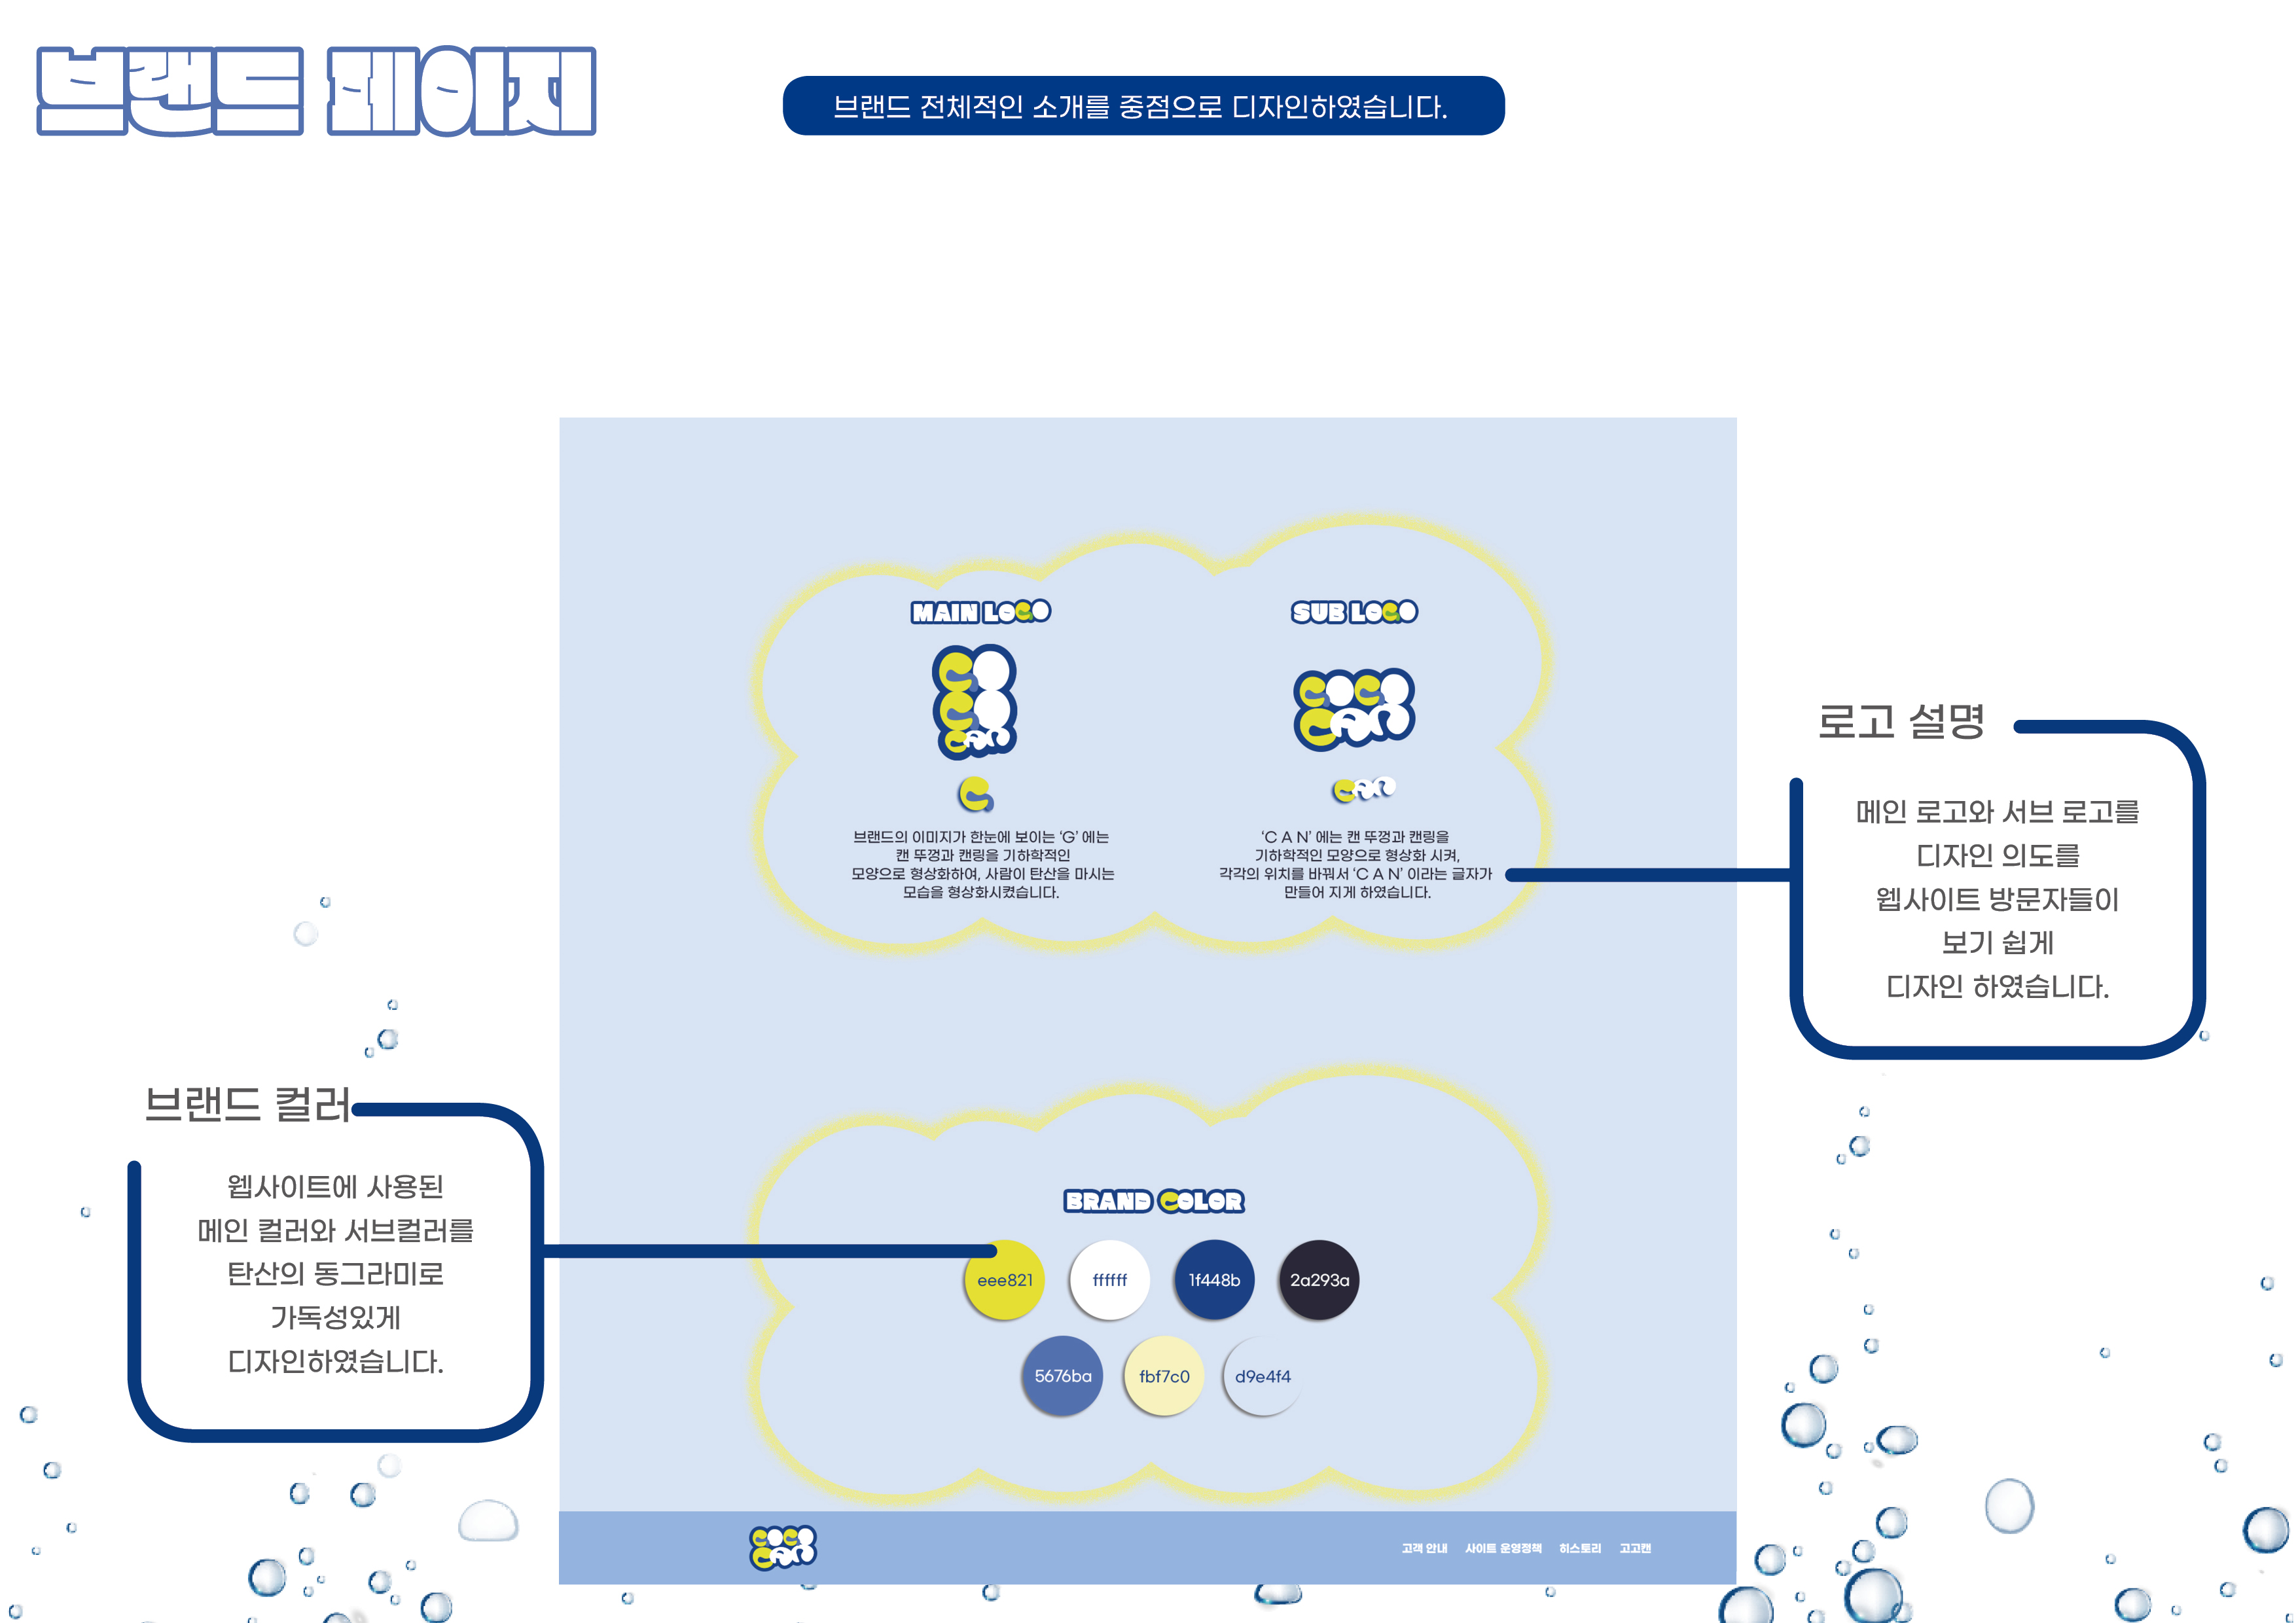 브랜드 페이지
브랜드 전체적인 소개를 중점으로 디자인하였습니다.
MAIN LOGO
GO
GO
CAN
G
브랜드의 이미지가 한눈에 보이는 ‘G’ 에는
캔 뚜껑과 캔링을 기하학적인
모양으로 형상화하여, 사람이 탄산을 마시는
모습을 형상화시켰습니다.
SUB LOGO
GOGO
CAN
CAN
‘C A N’ 에는 캔 뚜껑과 캔링을
기하학적인 모양으로 형상화 시켜,
각각의 위치를 바꿔서 ‘C A N’ 이라는 글자가
만들어 지게 하였습니다.
로고 설명
메인 로고와 서브 로고를
디자인 의도를
웹사이트 방문자들이
보기 쉽게
디자인 하였습니다.
브랜드 컬러
웹사이트에 사용된
메인 컬러와 서브컬러를
탄산의 동그라미로
가독성있게
디자인하였습니다.
BRAND COLOR
eee821
ffffff
1f448b
2a293a
5676ba
fbf7c0
d9e4f4
GOGO
CAN
고객 안내 사이트 운영정책 히스토리 고고캔